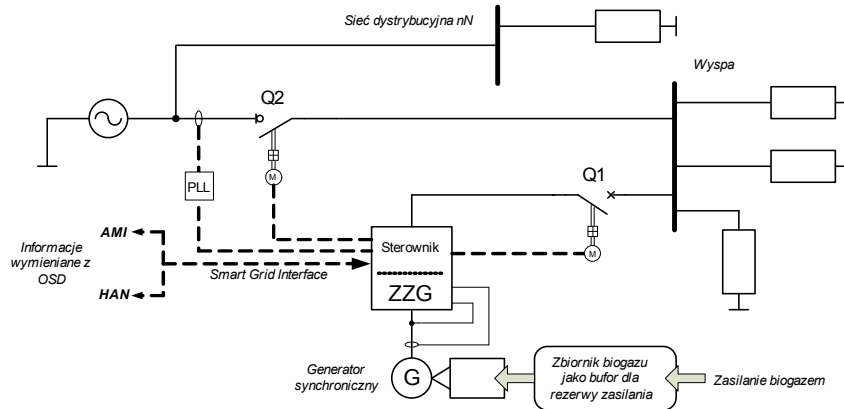 Sieć dystrybucyjna nN
Wyspa
Q2
Q1
PLL
M
M
AMI
Informacje
wymieniane z
OSD
HAN
Smart Grid Interface
Sterownik
ZZG
Generator
synchroniczny
G
Zbiornik biogazu
jako bufor dla
rezerwy zasilania
Zasilanie biogazem